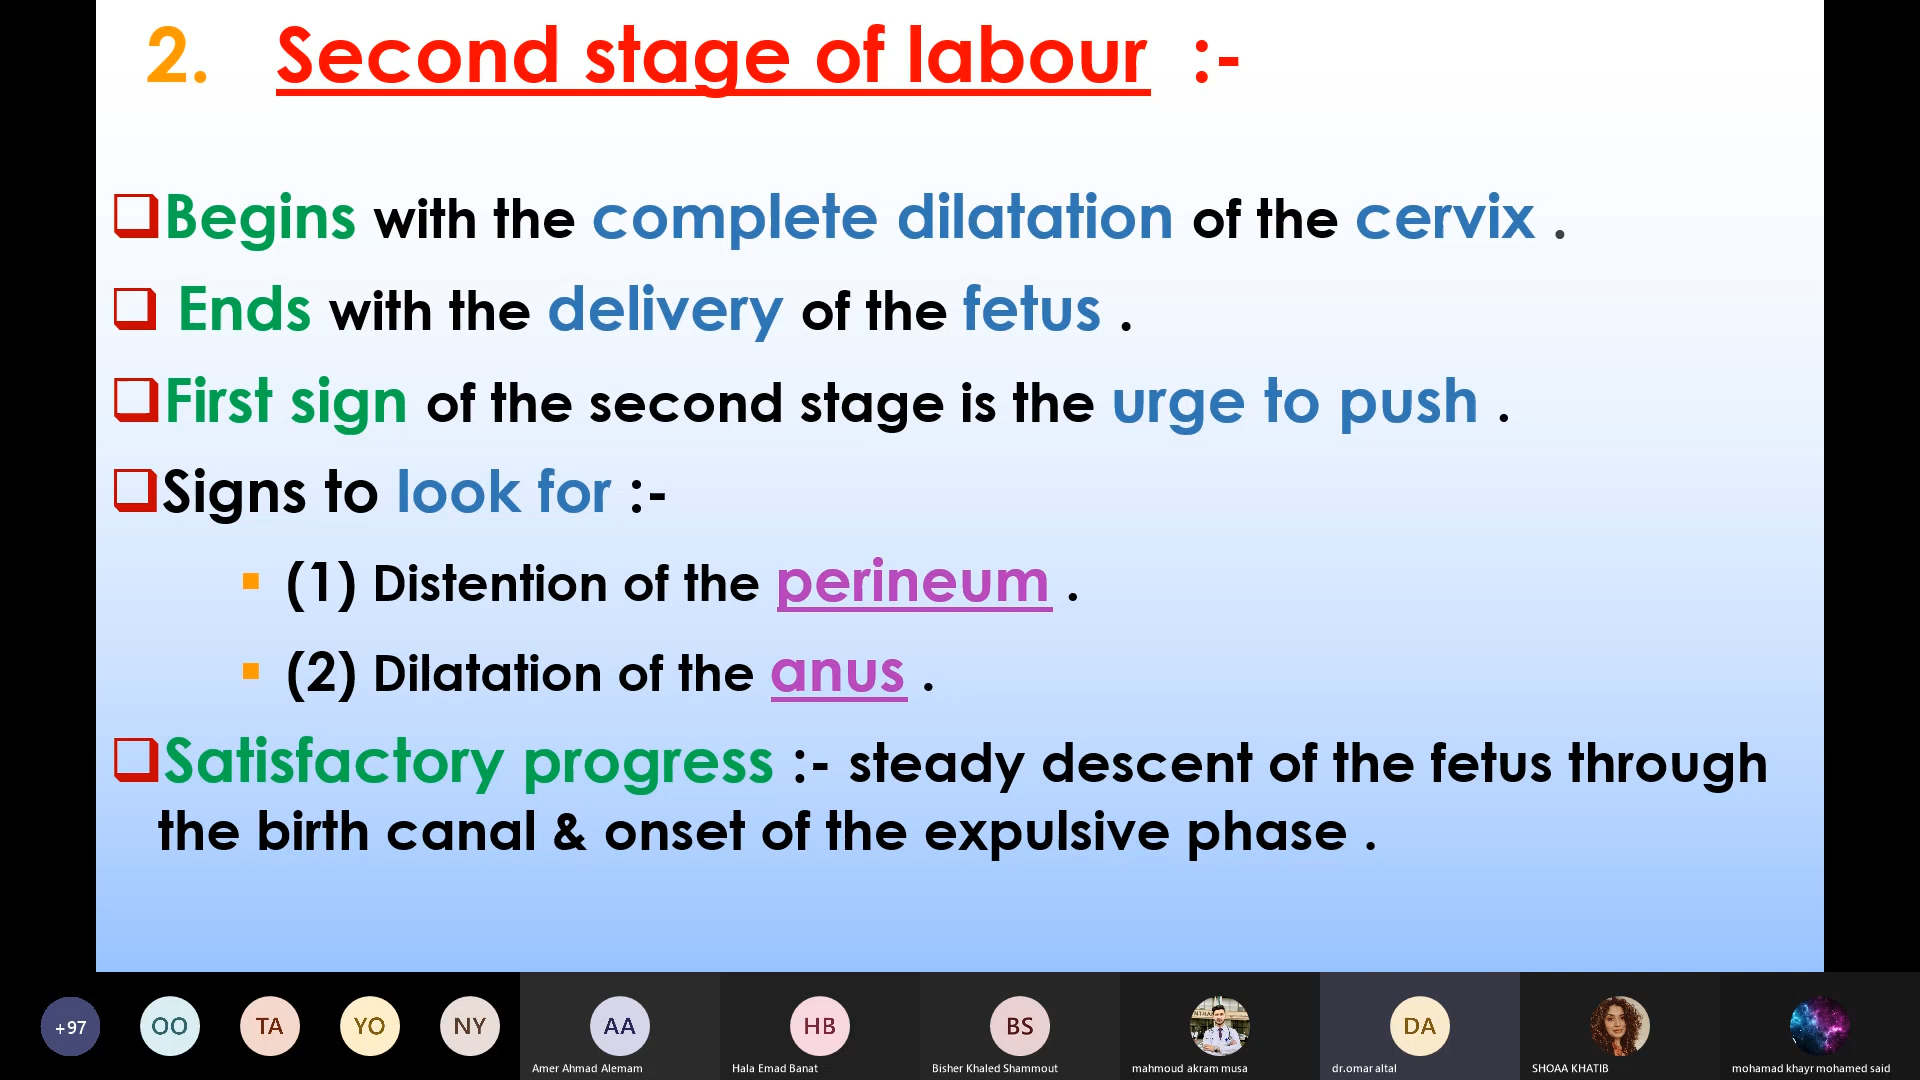 2. Second stage of labour :-
Begins with the complete dilatation of the cervix .
Ends with the delivery of the fetus .
First sign of the second stage is the urge to push .
Signs to look for :-
(1) Distention of the perineum .
(2) Dilatation of the anus .
Satisfactory progress :- steady descent of the fetus through
the birth canal & onset of the expulsive phase .
+97 OO TA YO NY AA HB BS DA
Amer Ahmad Alemam Hala Emad Banat Bisher Khaled Shammout mahmoud akram musa dr.omar altal SHOAA KHATIB mohamad khayr mohamed said